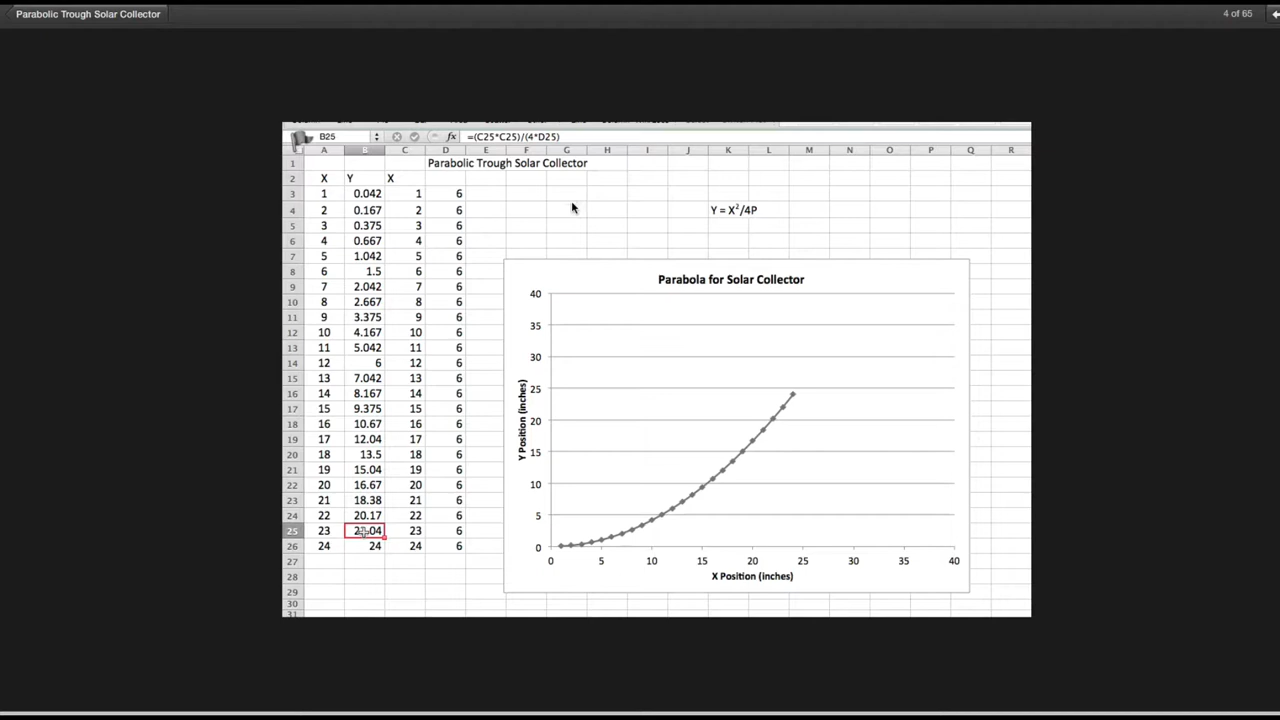 Parabolic Trough Solar Collector
4 of 65
B25 fx =(C25*C25)/(4*D25)
A B C D E F G H I J K L M N O P Q R
1 Parabolic Trough Solar Collector
2 X Y X
3 1 0.042 1 6
4 2 0.167 2 6 Y = X²/4P
5 3 0.375 3 6
6 4 0.667 4 6
7 5 1.042 5 6
8 6 1.5 6 6
9 7 2.042 7 6
10 8 2.667 8 6
11 9 3.375 9 6
12 10 4.167 10 6
13 11 5.042 11 6
14 12 6 12 6
15 13 7.042 13 6
16 14 8.167 14 6
17 15 9.375 15 6
18 16 10.67 16 6
19 17 12.04 17 6
20 18 13.5 18 6
21 19 15.04 19 6
22 20 16.67 20 6
23 21 18.38 21 6
24 22 20.17 22 6
25 23 23 6
26 24 24 24 6
27
28
29
30
31
Parabola for Solar Collector
40
35
30
25
20
15
10
5
0
Y Position (inches)
0 5 10 15 20 25 30 35 40
X Position (inches)